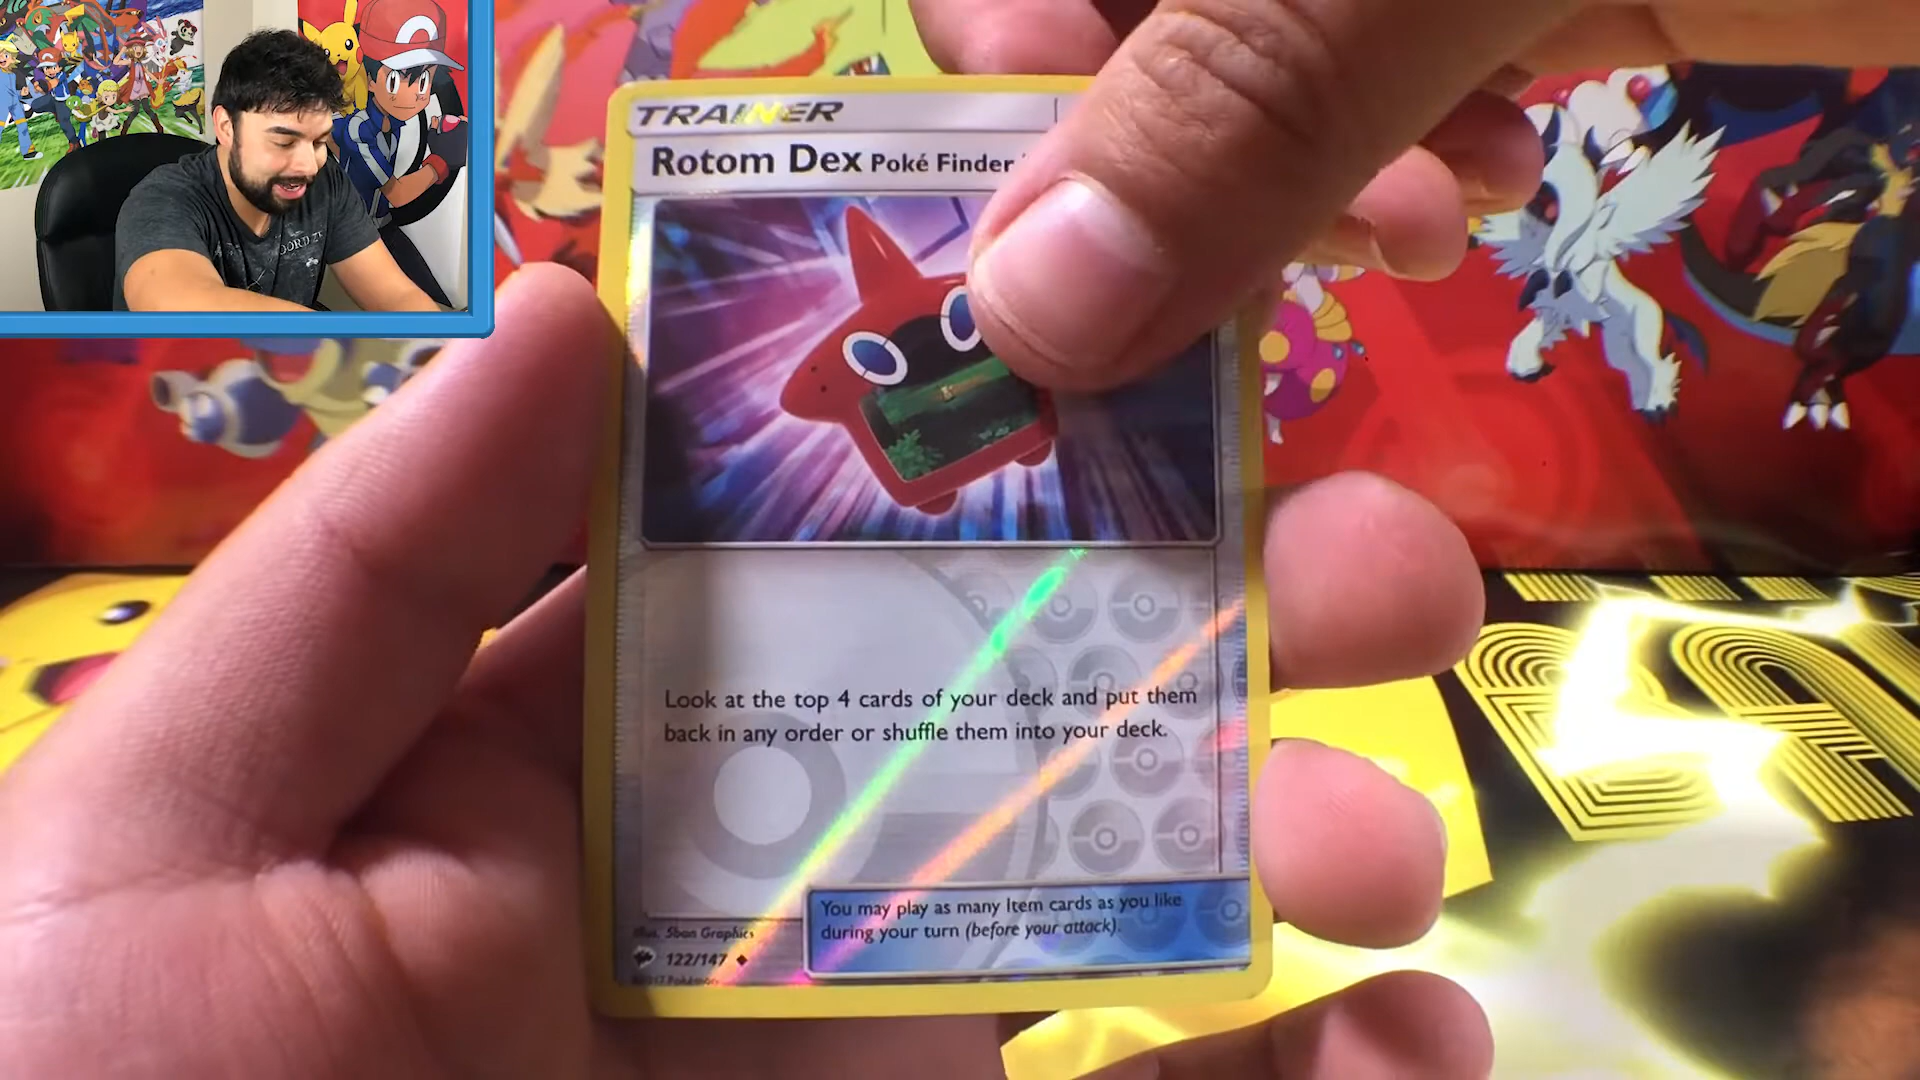 TRAINER
Rotom Dex Poké Finder
Look at the top 4 cards of your deck and put them
back in any order or shuffle them into your deck.
You may play as many Item cards as you like
during your turn (before your attack).
Illus. 5ban Graphics
122/147
©2017 Pokémon